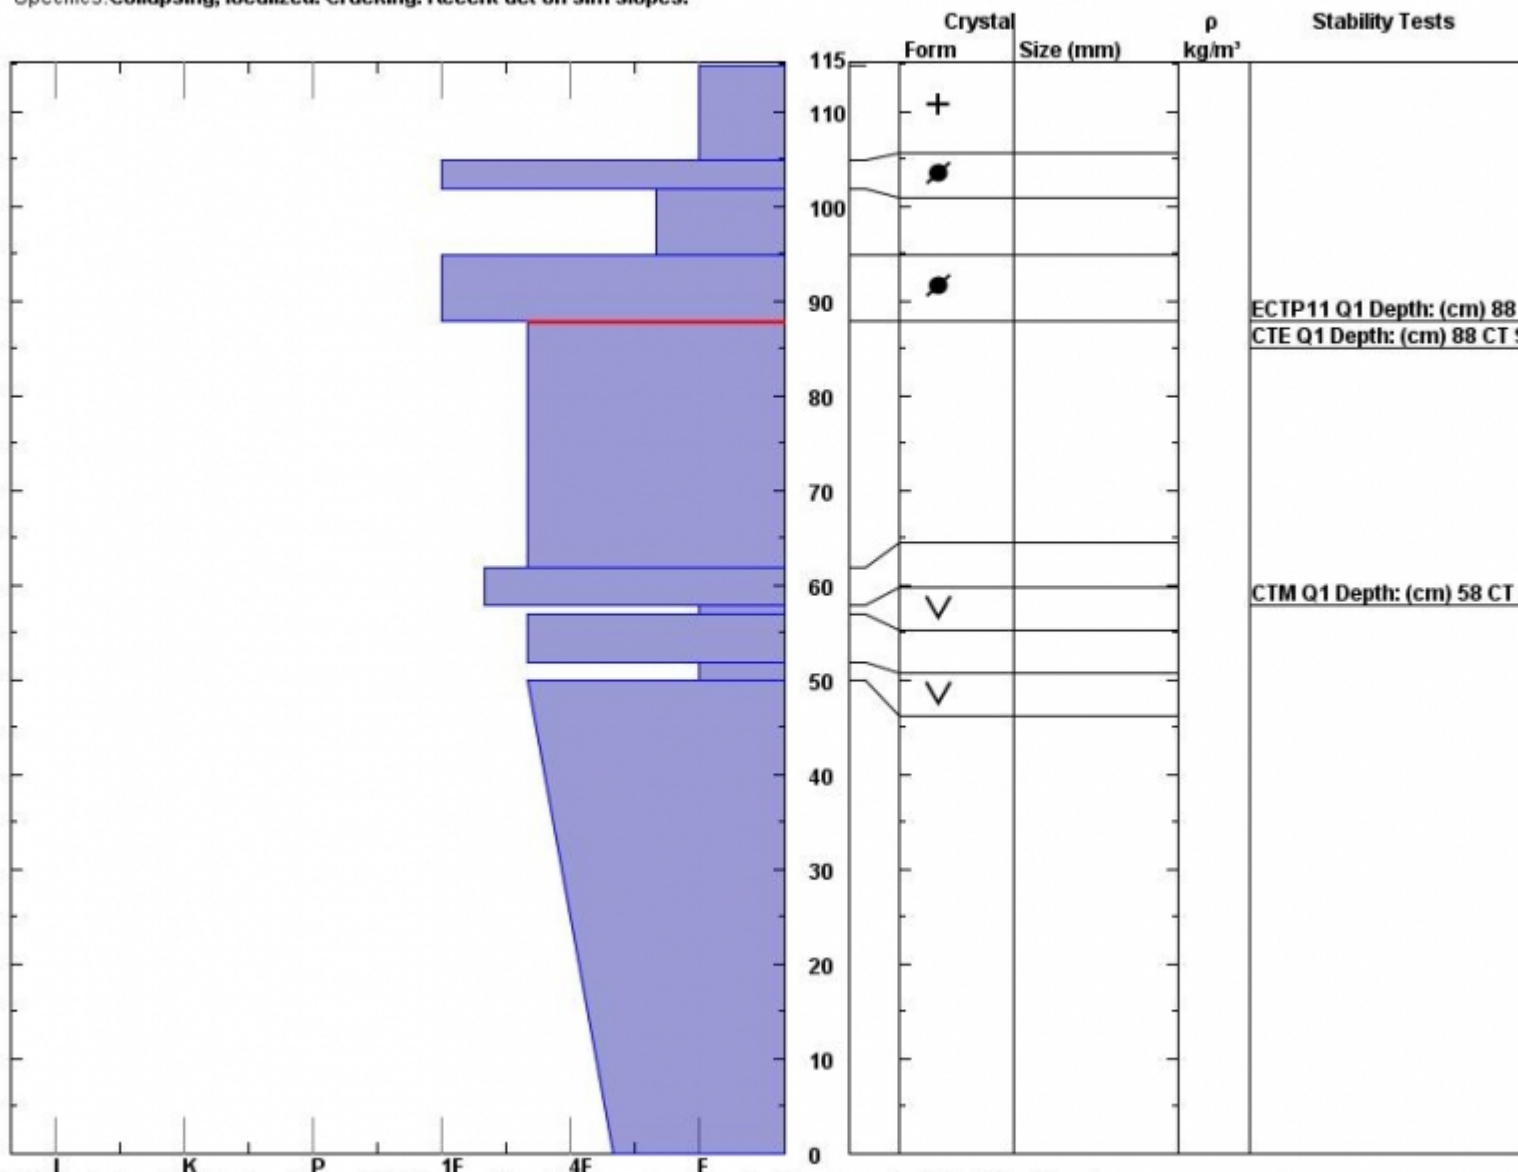 Specifics: Collapsing, localized. Cracking. Recent act on sim slopes.
Crystal ρ Stability Tests
Form Size (mm) kg/m³
115
110
100
90
ECTP11 Q1 Depth: (cm) 88
CTE Q1 Depth: (cm) 88 CT
80
70
60
CTM Q1 Depth: (cm) 58 CT
50
40
30
20
10
0
I K P 1F 4F F